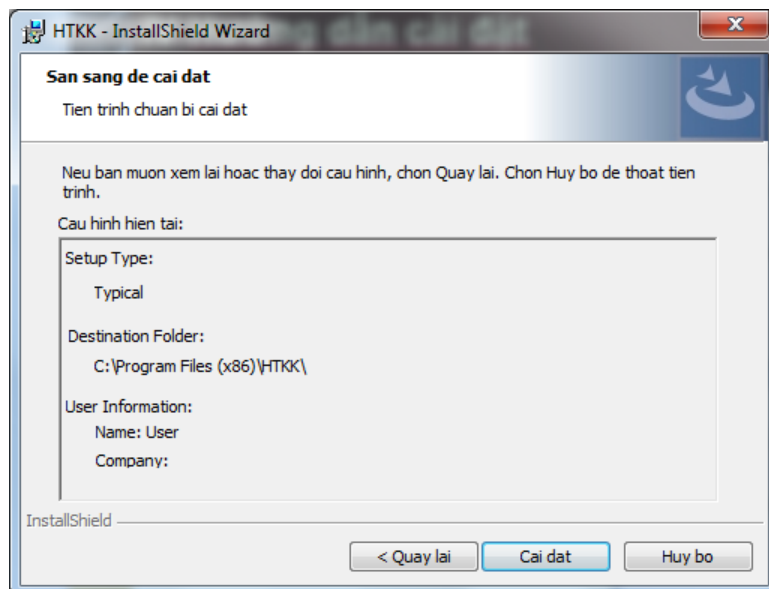 HTKK - InstallShield Wizard
San sang de cai dat
Tien trinh chuan bi cai dat
Neu ban muon xem lai hoac thay doi cau hinh, chon Quay lai. Chon Huy bo de thoat tien
trinh.
Cau hinh hien tai:
Setup Type:
Typical
Destination Folder:
C:\Program Files (x86)\HTKK\
User Information:
Name: User
Company:
InstallShield
< Quay lai
Cai dat
Huy bo